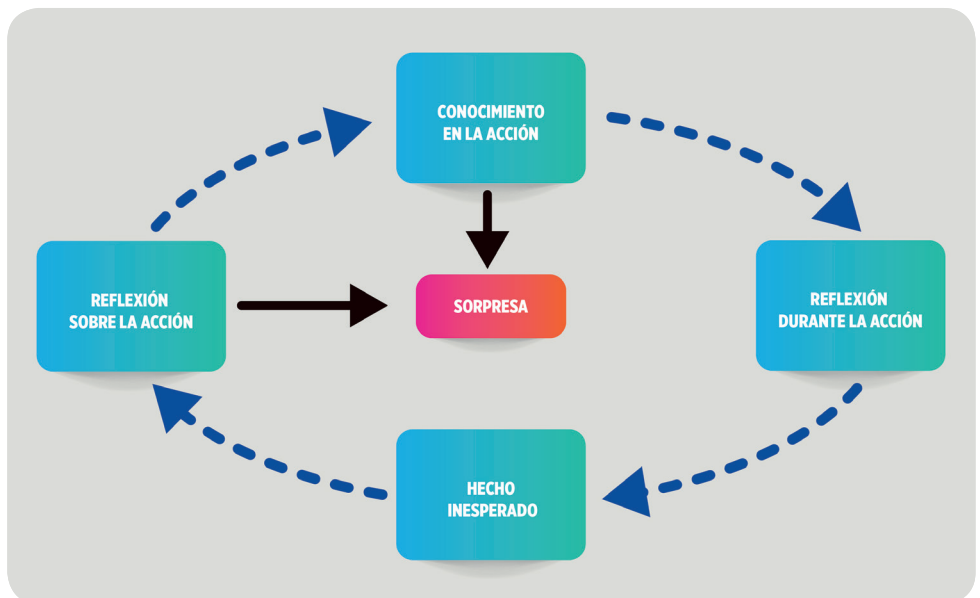 CONOCIMIENTO
EN LA ACCIÓN
REFLEXIÓN
SOBRE LA ACCIÓN
SORPRESA
REFLEXIÓN
DURANTE LA ACCIÓN
HECHO
INESPERADO